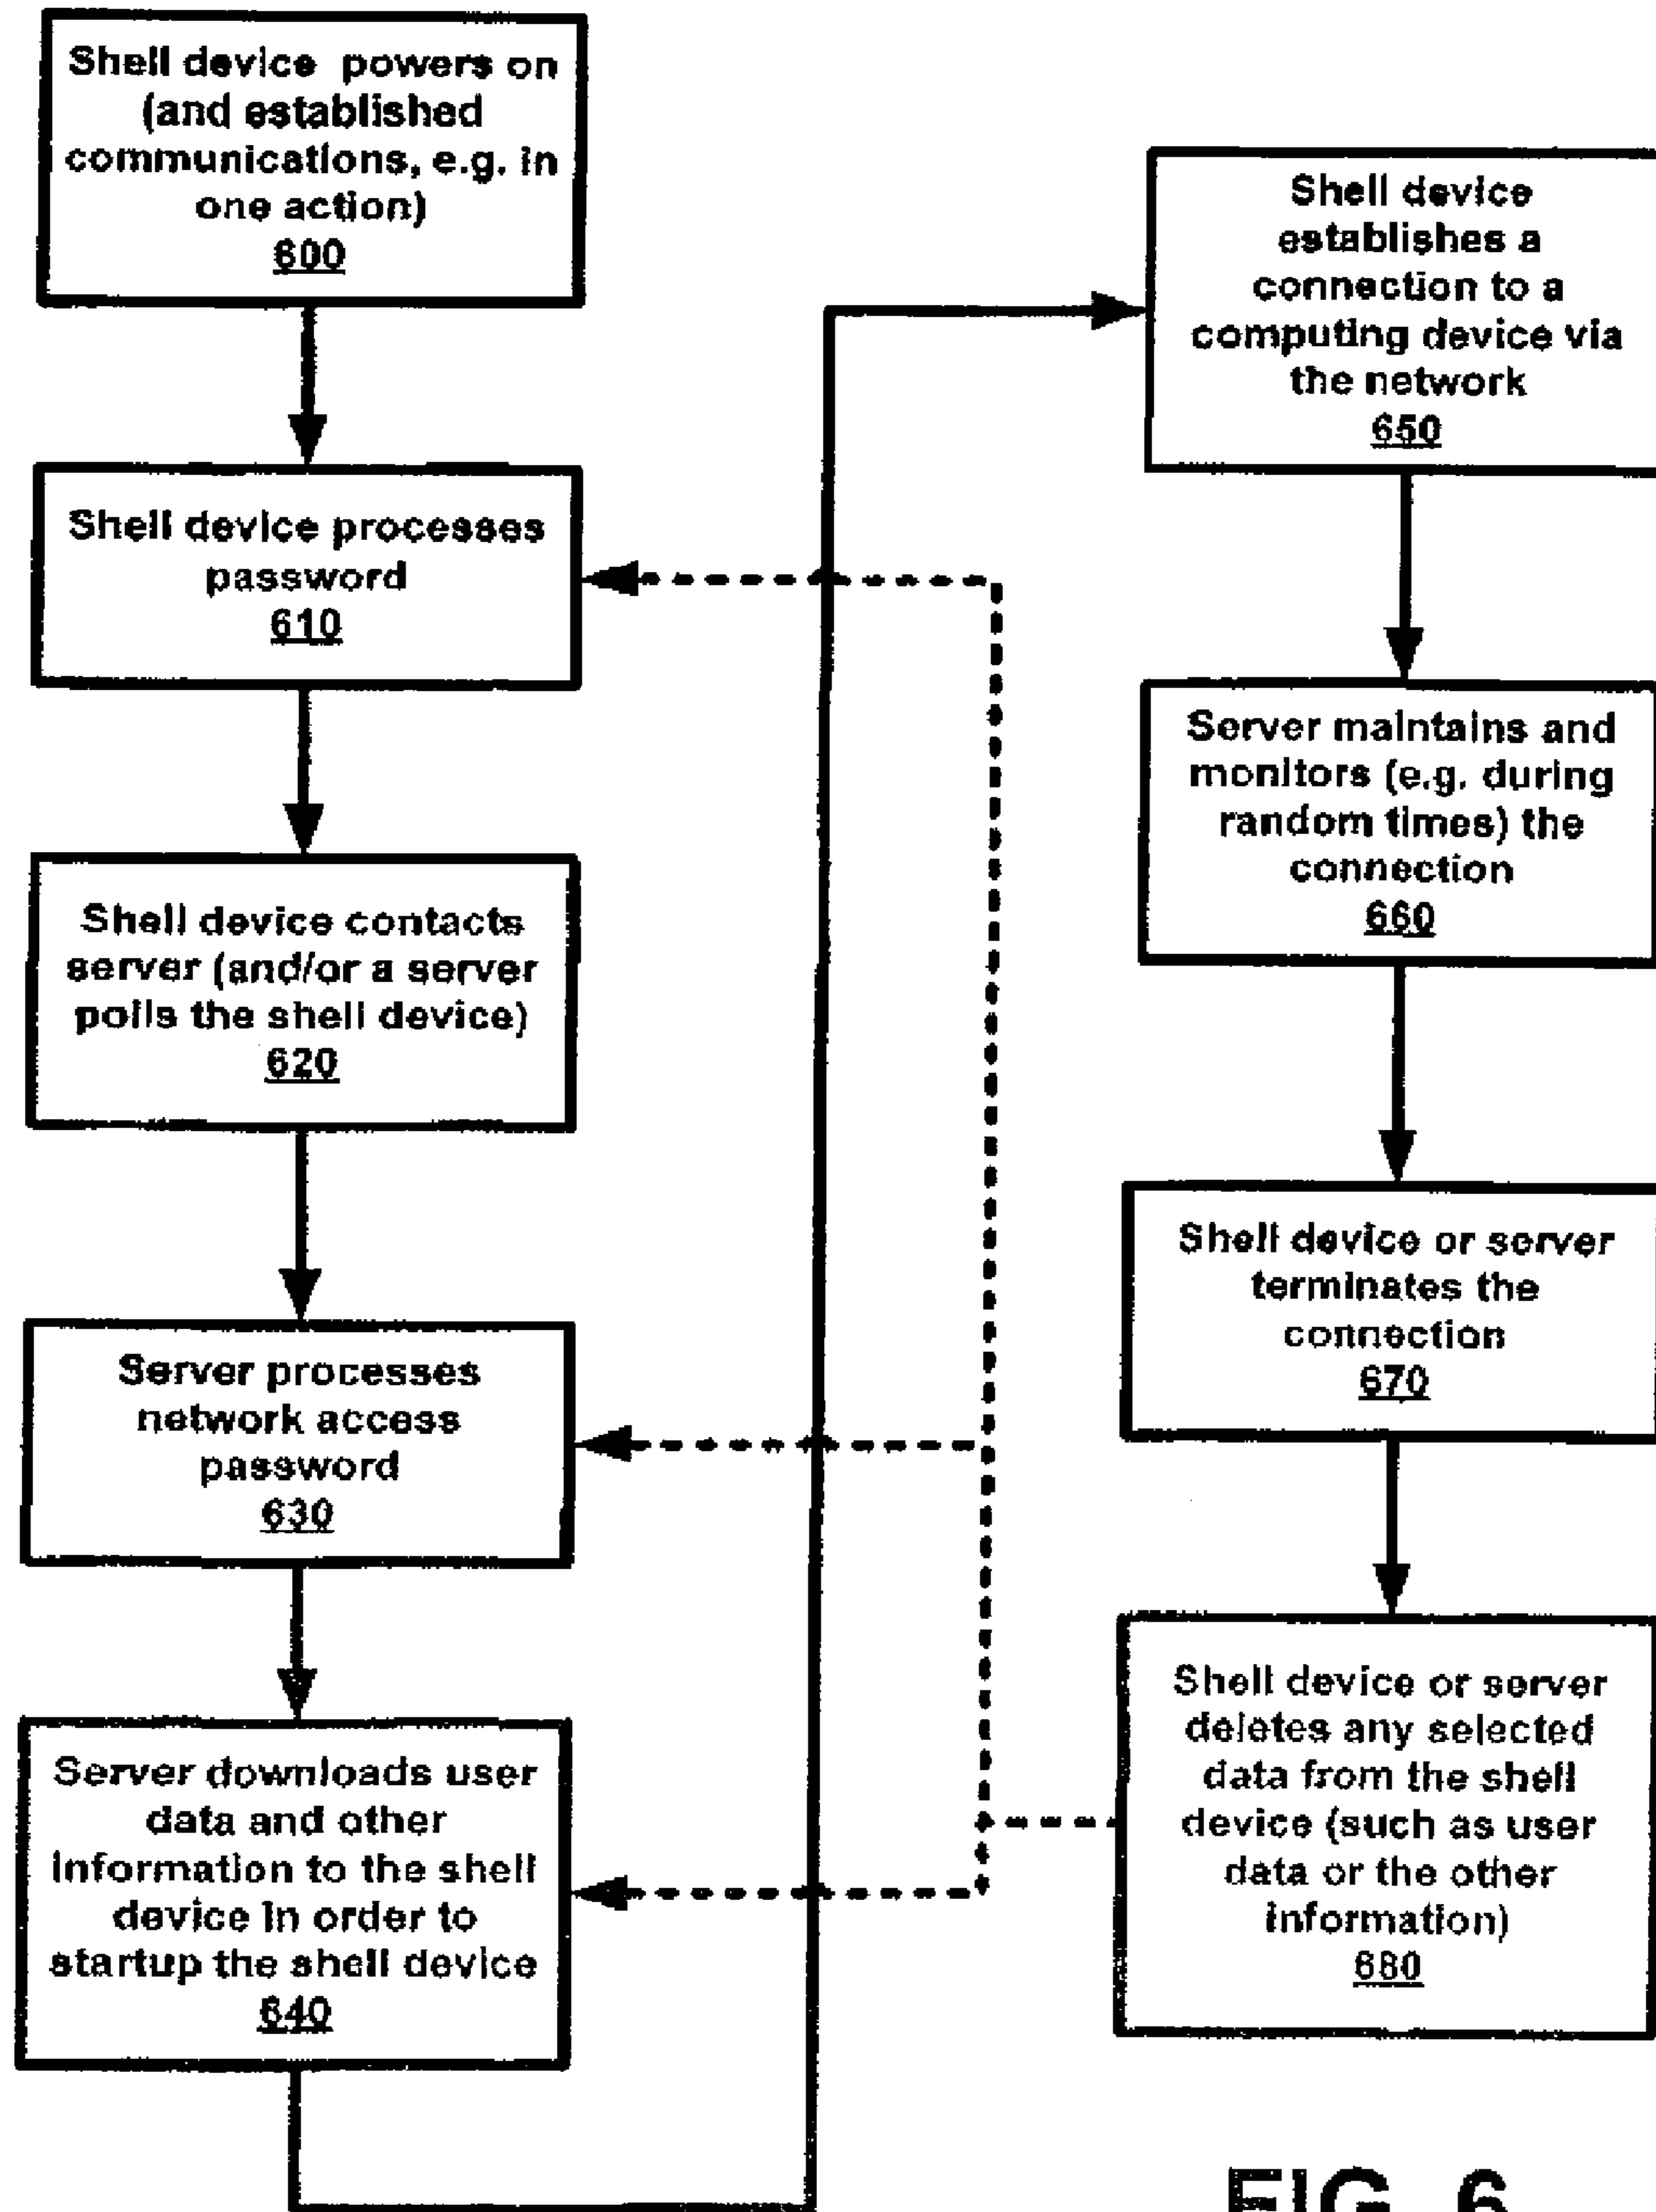 Shell device powers on
(and established
communications, e.g. in
one action)
600
Shell device processes
password
610
Shell device contacts
server (and/or a server
polls the shell device)
620
Server processes
network access
password
630
Server downloads user
data and other
information to the shell
device in order to
startup the shell device
640
Shell device
establishes a
connection to a
computing device via
the network
650
Server maintains and
monitors (e.g. during
random times) the
connection
660
Shell device or server
terminates the
connection
670
Shell device or server
deletes any selected
data from the shell
device (such as user
data or the other
information)
680
FIG. 6